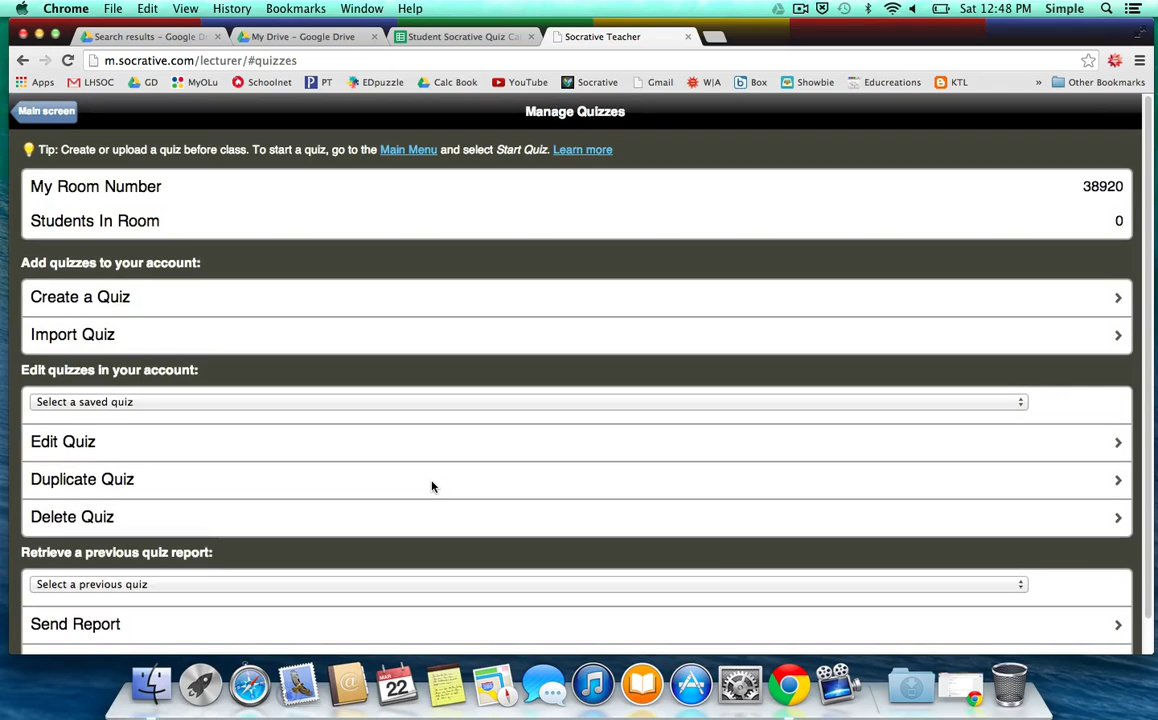 Chrome File Edit View History Bookmarks Window Help Sat 12:48 PM Simple
Search results – Google D My Drive – Google Drive Student Socrative Quiz Cal Socrative Teacher
m.socrative.com/lecturer/#quizzes
Apps LHSOC GD MyOLu Schoolnet PT EDpuzzle Calc Book YouTube Socrative Gmail W|A Box Showbie Educreations KTL » Other Bookmarks
Main screen Manage Quizzes
Tip: Create or upload a quiz before class. To start a quiz, go to the Main Menu and select Start Quiz. Learn more
My Room Number 38920
Students In Room 0
Add quizzes to your account:
Create a Quiz
Import Quiz
Edit quizzes in your account:
Select a saved quiz
Edit Quiz
Duplicate Quiz
Delete Quiz
Retrieve a previous quiz report:
Select a previous quiz
Send Report
MAR
22